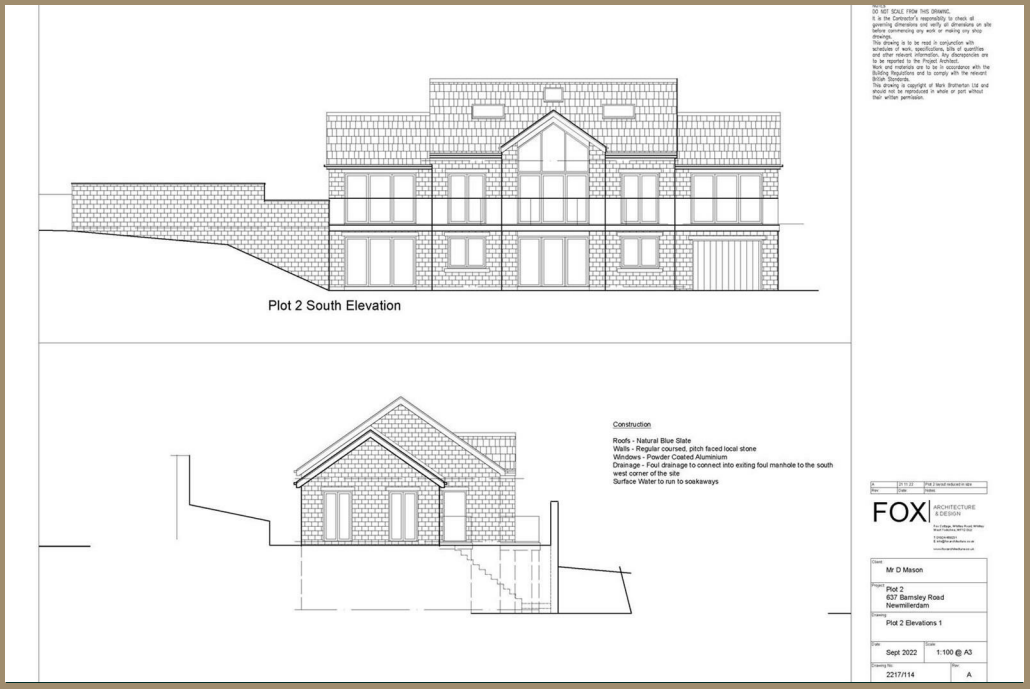 NOTES
DO NOT SCALE FROM THIS DRAWING.
It is the Contractor's responsibility to check all
governing dimensions and verify all dimensions on site
before commencing any work or making any shop
drawings.
This drawing is to be read in conjunction with
schedules of work, specifications, bills of quantities
and other relevant information. Any discrepancies are
to be reported to the Project Architect.
Work and materials are to be in accordance with the
Building Regulations and to comply with the relevant
British Standards.
This drawing is copyright of Mark Brotherton Ltd and
should not be reproduced in whole or part without
their written permission.
Plot 2 South Elevation
Construction
Roofs - Natural Blue Slate
Walls - Regular coursed, pitch faced local stone
Windows - Powder Coated Aluminium
Drainage - Foul drainage to connect into exiting foul manhole to the south
west corner of the site
Surface Water to run to soakaways
Rev
Date
Notes
FOX
ARCHITECTURE
& DESIGN
Client
Mr D Mason
Project
Plot 2
637 Barnsley Road
Newmillerdam
Drawing
Plot 2 Elevations 1
Date
Sept 2022
Scale
1:100 @ A3
Drawing No
2217/114
Rev
A